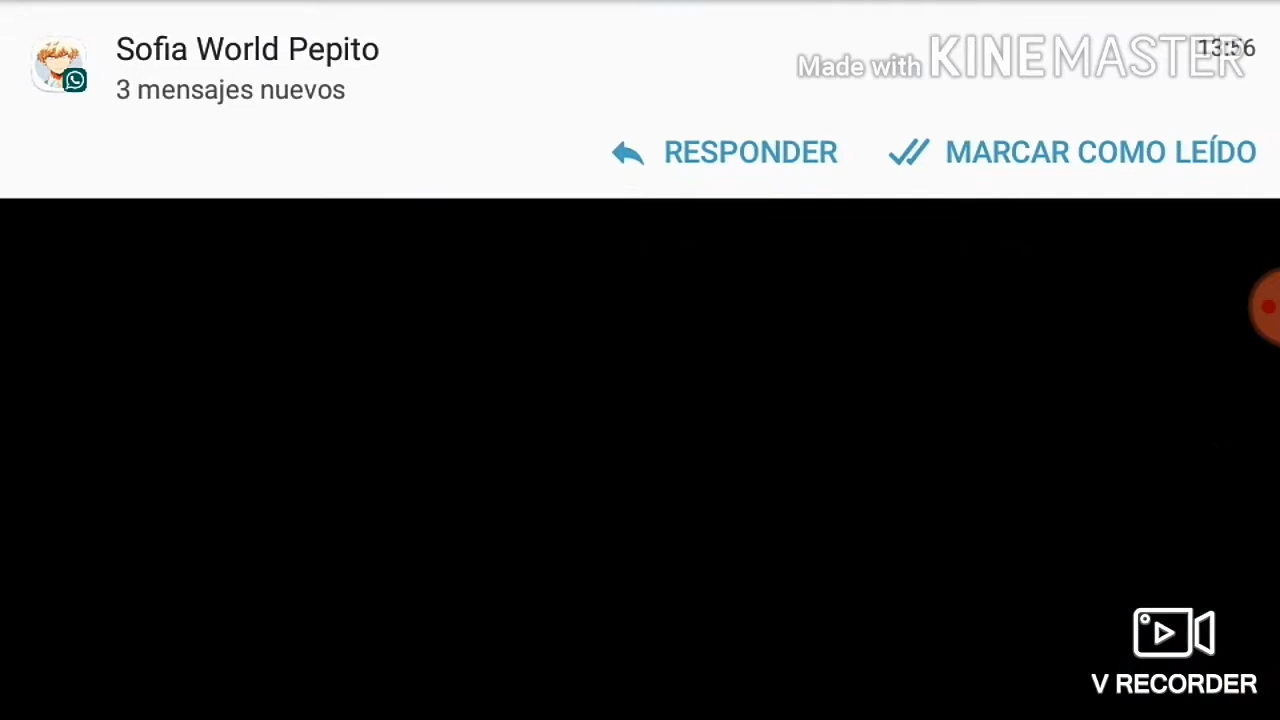 Sofia World Pepito
Made with KINEMASTER
13:56
3 mensajes nuevos
RESPONDER
MARCAR COMO LEÍDO
V RECORDER